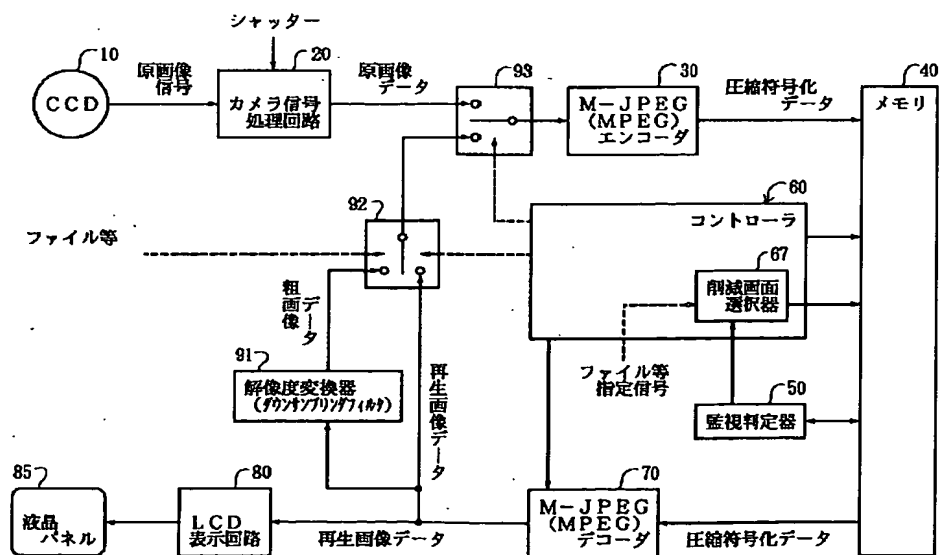 シャッター
10
20
93
30
40
原画像
信号
原画像
データ
圧縮符号化
データ
CCD
カメラ信号
処理回路
M-JPEG
(MPEG)
エンコーダ
メモリ
60
92
コントローラ
ファイル等
67
削減画面
選択器
粗画像
データ
91
再生画像データ
ファイル等
指定信号
50
解像度変換器
(ダウンサンプリングフィルタ)
監視判定器
85
80
70
液晶
パネル
LCD
表示回路
再生画像データ
M-JPEG
(MPEG)
デコーダ
圧縮符号化データ